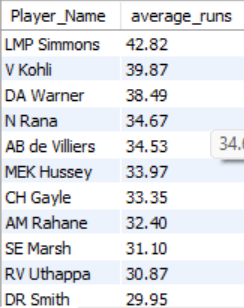 Player_Name average_runs
LMP Simmons 42.82
V Kohli 39.87
DA Warner 38.49
N Rana 34.67
AB de Villiers 34.53
34.
MEK Hussey 33.97
CH Gayle 33.35
AM Rahane 32.40
SE Marsh 31.10
RV Uthappa 30.87
DR Smith 29.95